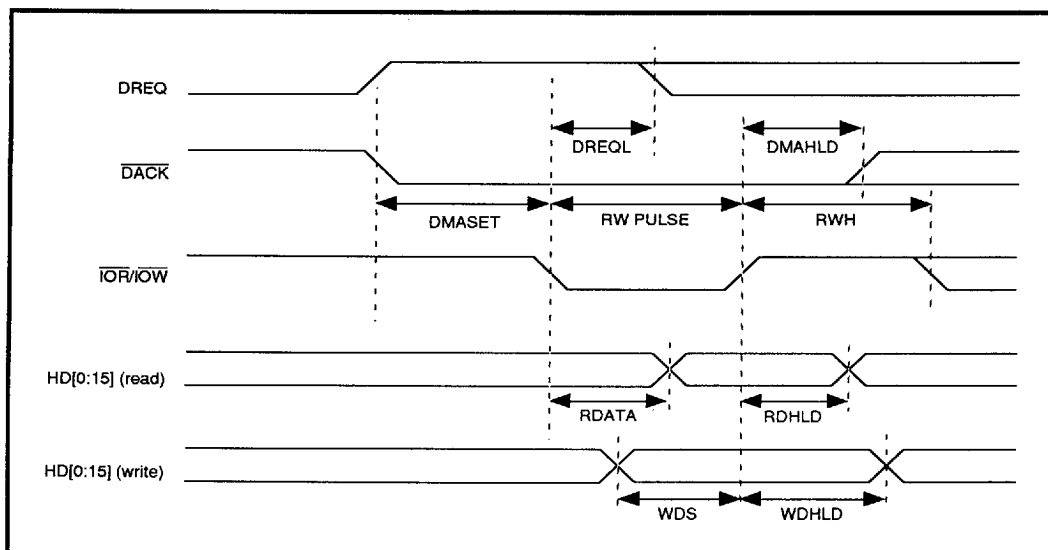 DREQ
DREQL
DMAHLD
DACK
DMASET
RW PULSE
RWH
IOR/IOW
HD[0:15] (read)
RDATA
RDHLD
HD[0:15] (write)
WDS
WDHLD